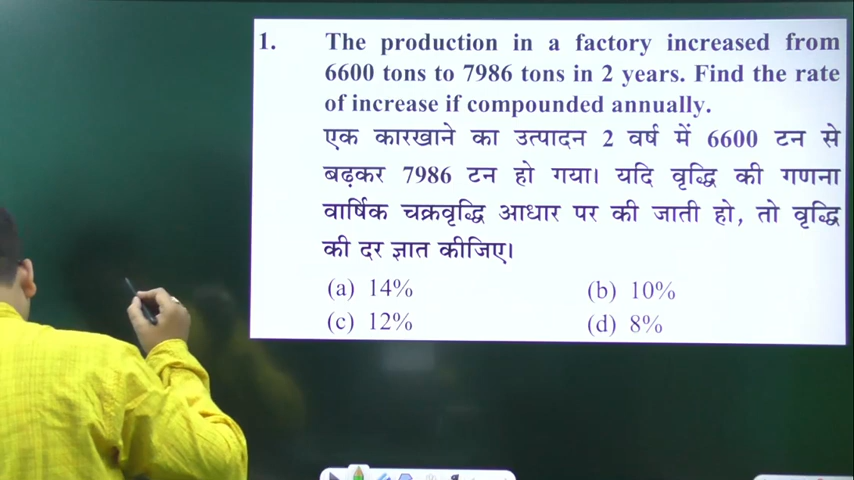 1. The production in a factory increased from
6600 tons to 7986 tons in 2 years. Find the rate
of increase if compounded annually.
एक कारखाने का उत्पादन 2 वर्ष में 6600 टन से
बढ़कर 7986 टन हो गया। यदि वृद्धि की गणना
वार्षिक चक्रवृद्धि आधार पर की जाती हो, तो वृद्धि
की दर ज्ञात कीजिए।
(a) 14% (b) 10%
(c) 12% (d) 8%